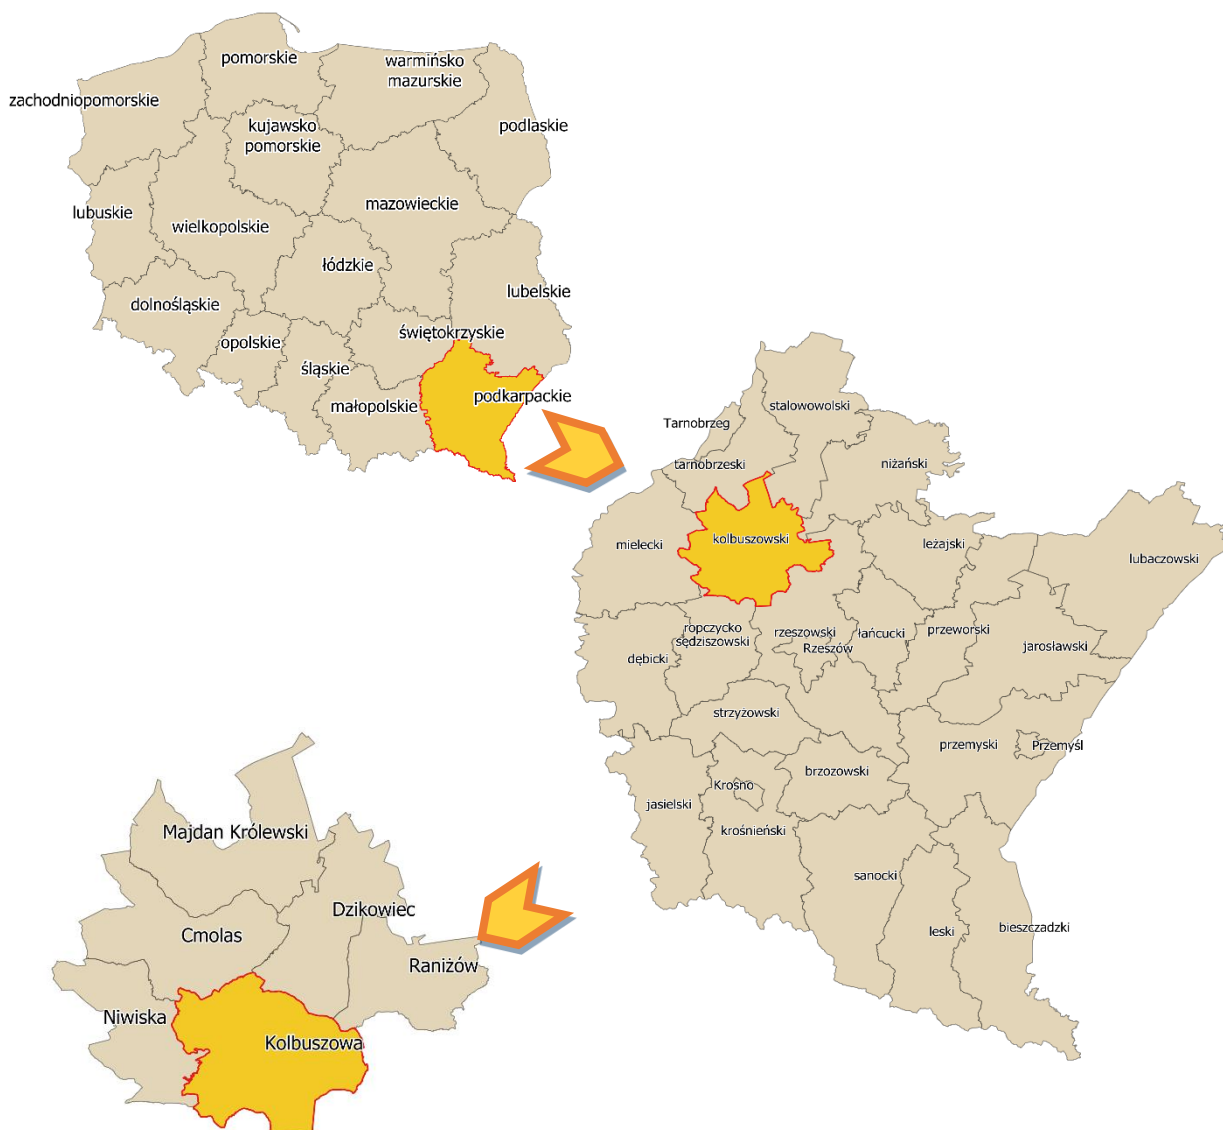 pomorskie
warmińsko
mazurskie
zachodniopomorskie
kujawsko
pomorskie
podlaskie
lubuskie
wielkopolskie
mazowieckie
łódzkie
lubelskie
dolnośląskie
opolskie
świętokrzyskie
śląskie
małopolskie
podkarpackie
stalowowolski
Tarnobrzeg
tarnobrzeski
niżański
mielecki
kolbuszowski
leżajski
lubaczowski
ropczycko
sędziszowski
rzeszowski
Rzeszów
łańcucki
przeworski
jarosławski
dębicki
strzyżowski
przemyski
Przemyśl
brzozowski
Krosno
jasielski
krośnieński
sanocki
leski
bieszczadzki
Majdan Królewski
Dzikowiec
Cmolas
Raniżów
Niwiska
Kolbuszowa